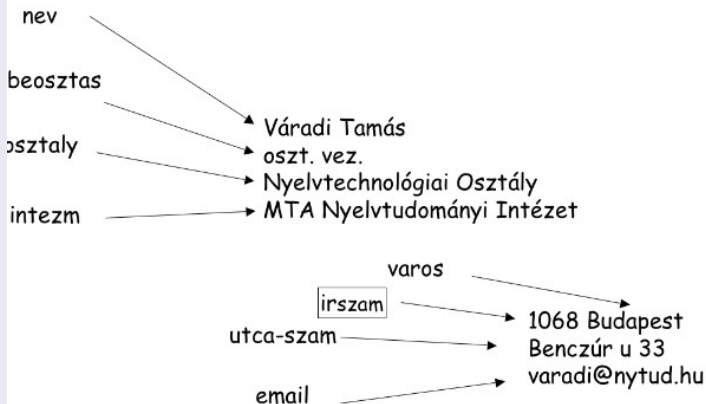 nev
beosztas
osztaly
intezm
Váradi Tamás
oszt. vez.
Nyelvtechnológiai Osztály
MTA Nyelvtudományi Intézet
varos
irszam
utca-szam
email
1068 Budapest
Benczúr u 33
varadi@nytud.hu